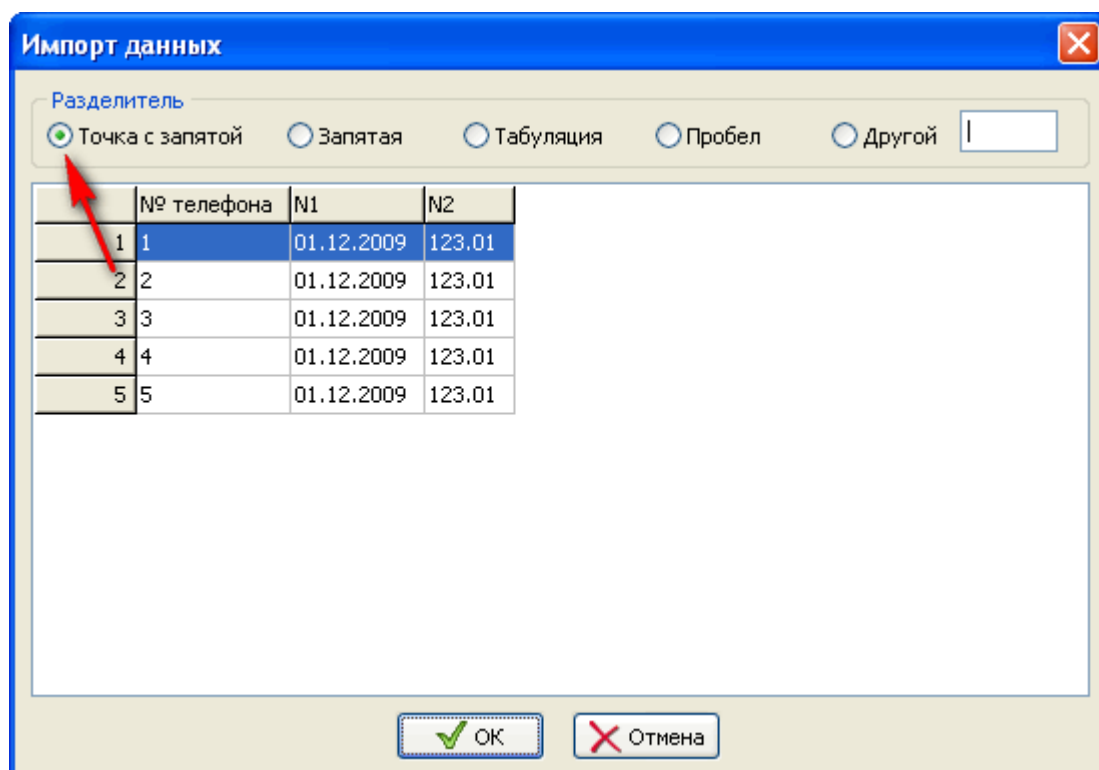 Импорт данных
Разделитель
Точка с запятой Запятая Табуляция Пробел Другой |
№ телефона N1 N2
1 1 01.12.2009 123.01
2 2 01.12.2009 123.01
3 3 01.12.2009 123.01
4 4 01.12.2009 123.01
5 5 01.12.2009 123.01
ОК Отмена